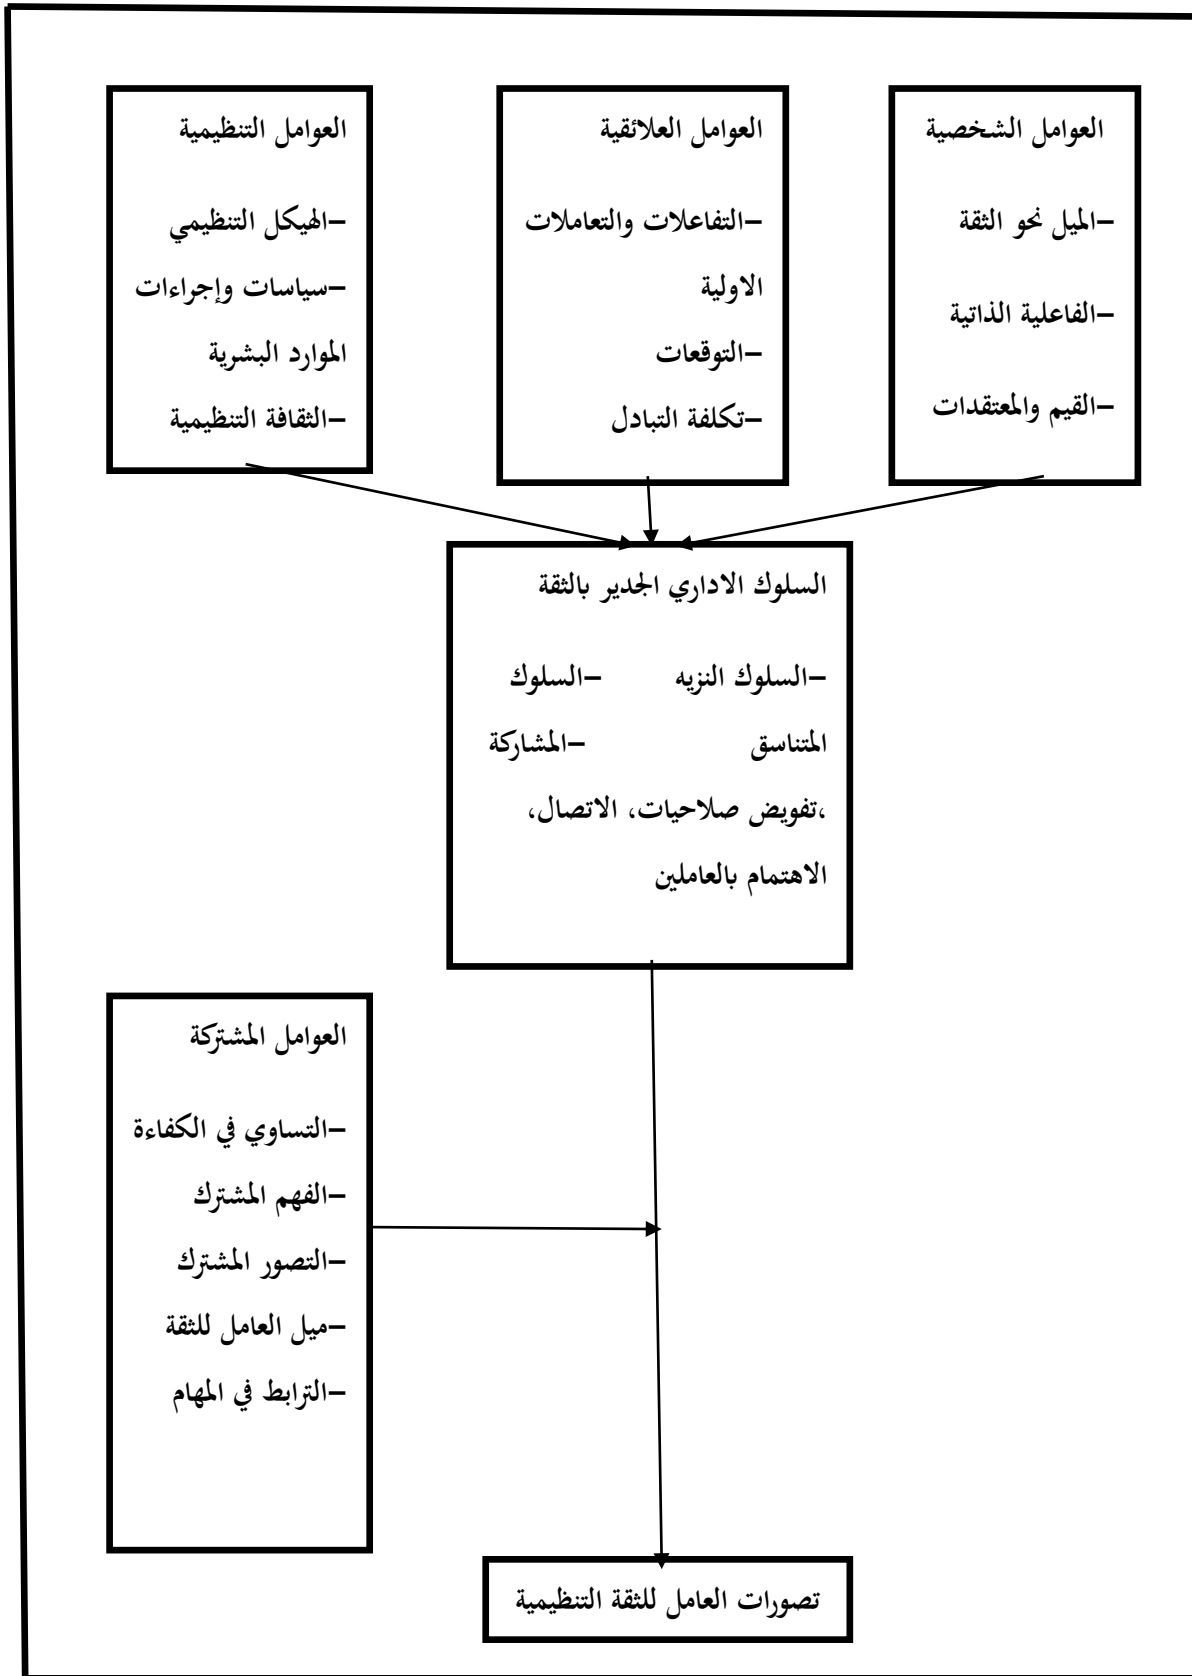 العوامل الشخصية
–الميل نحو الثقة
–الفاعلية الذاتية
–القيم والمعتقدات
العوامل العلائقية
–التفاعلات والتعاملات
الاولية
–التوقعات
–تكلفة التبادل
العوامل التنظيمية
–الهيكل التنظيمي
–سياسات وإجراءات
الموارد البشرية
–الثقافة التنظيمية
السلوك الاداري الجدير بالثقة
–السلوك النزيه –السلوك
المتناسق –المشاركة
،تفويض صلاحيات، الاتصال،
الاهتمام بالعاملين
العوامل المشتركة
–التساوي في الكفاءة
–الفهم المشترك
–التصور المشترك
–ميل العامل للثقة
–الترابط في المهام
تصورات العامل للثقة التنظيمية